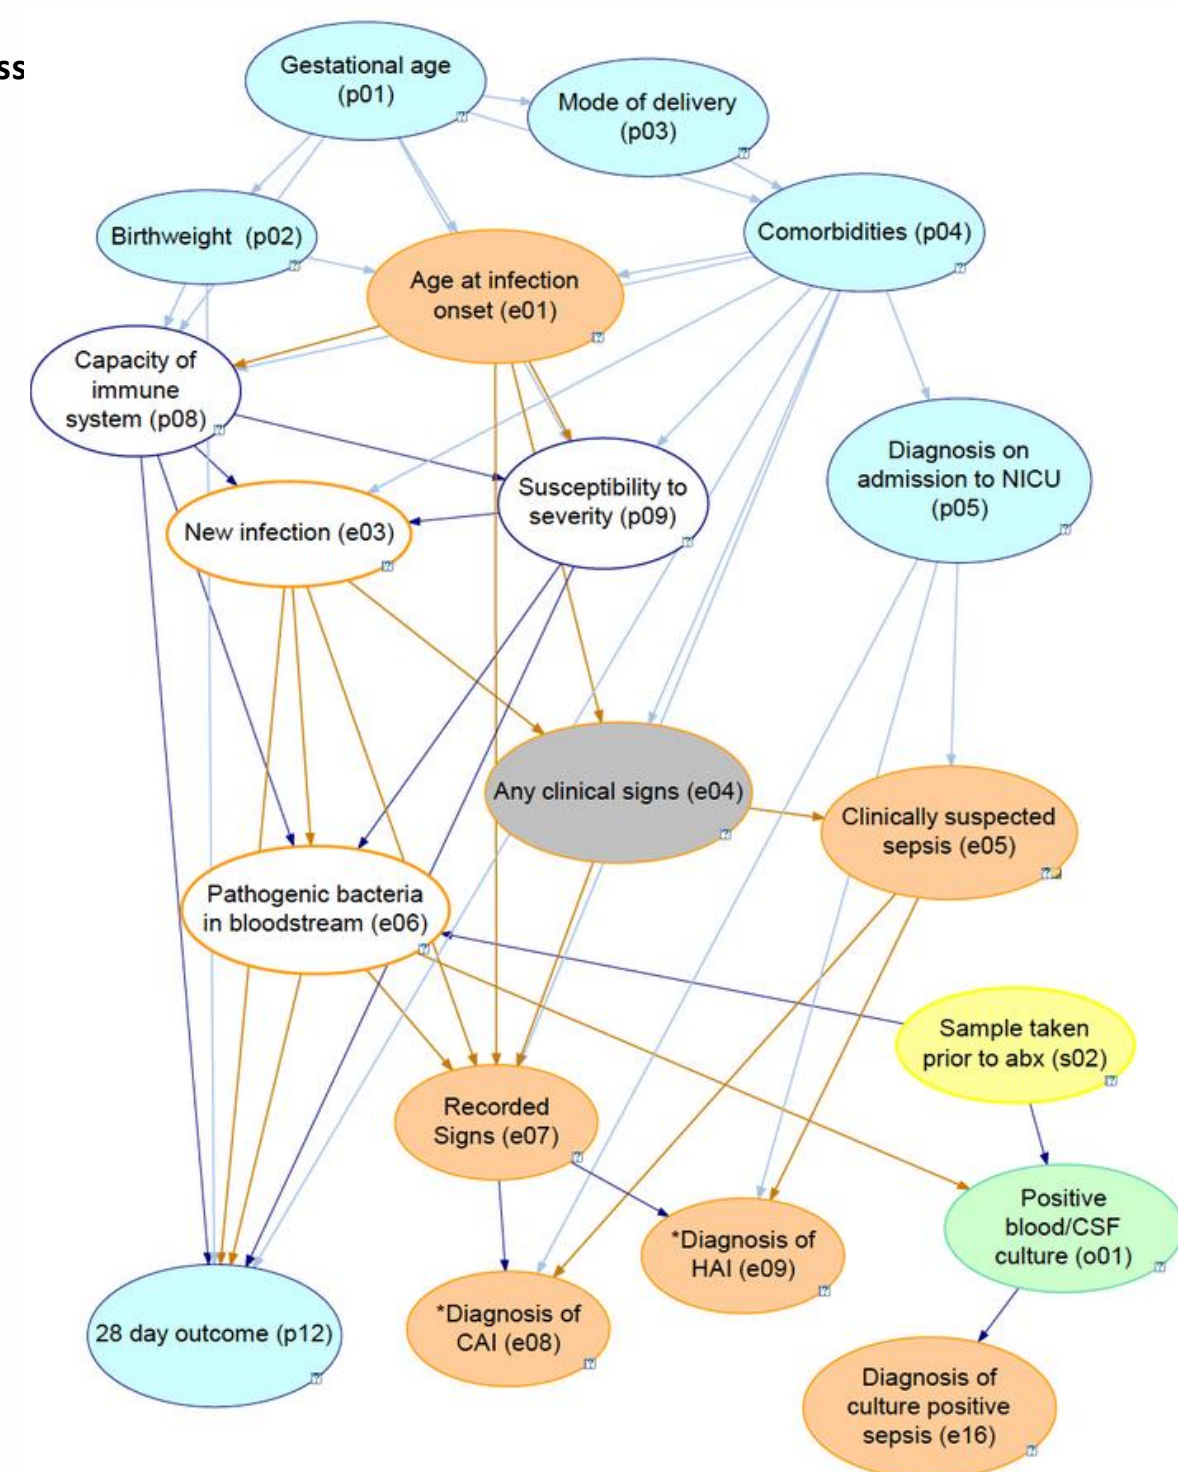 ss
Gestational age
(p01)
Mode of delivery
(p03)
Birthweight (p02)
Comorbidities (p04)
Age at infection
onset (e01)
Capacity of
immune
system (p08)
Diagnosis on
admission to NICU
(p05)
Susceptibility to
severity (p09)
New infection (e03)
Any clinical signs (e04)
Clinically suspected
sepsis (e05)
Pathogenic bacteria
in bloodstream (e06)
Sample taken
prior to abx (s02)
Recorded
Signs (e07)
Positive
blood/CSF
culture (o01)
*Diagnosis of
HAI (e09)
*Diagnosis of
CAI (e08)
28 day outcome (p12)
Diagnosis of
culture positive
sepsis (e16)